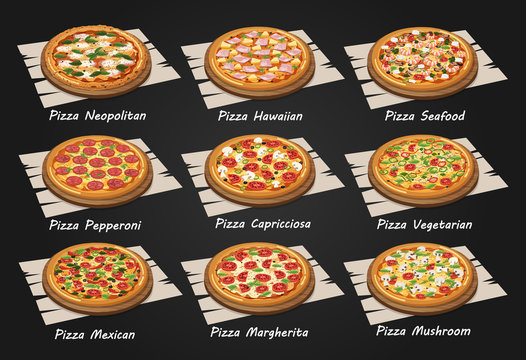 Pizza Neopolitan
Pizza Hawaiian
Pizza Seafood
Pizza Pepperoni
Pizza Capricciosa
Pizza Vegetarian
Pizza Mexican
Pizza Margherita
Pizza Mushroom